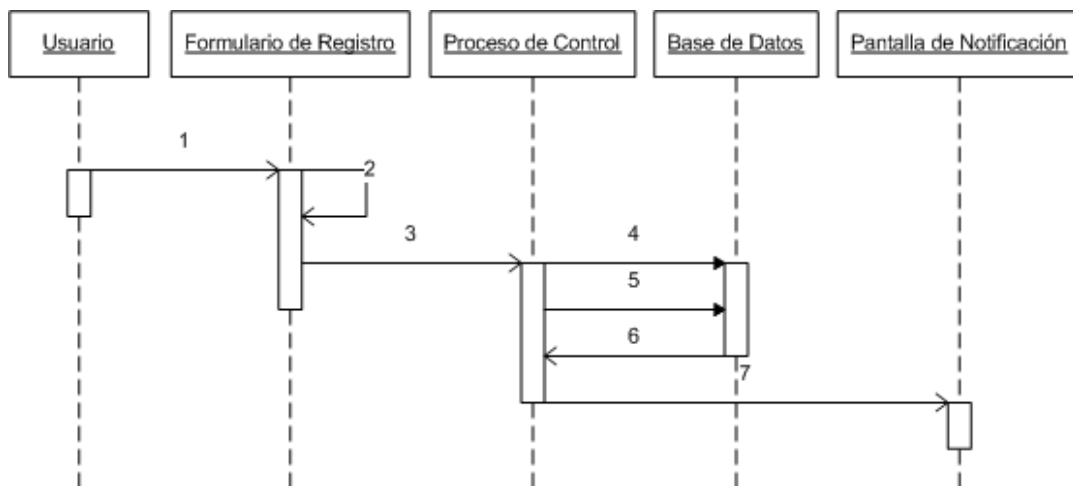 Usuario
Formulario de Registro
Proceso de Control
Base de Datos
Pantalla de Notificación
1
2
3
4
5
6
7